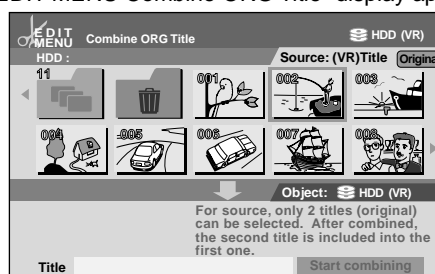 EDIT MENU Combine ORG Title display ap
EDIT
MENU
Combine ORG Title
HDD (VR)
HDD :
Source: (VR)Title
Origina
11
001
002
003
004
005
006
007
008
Object:
HDD (VR)
For source, only 2 titles (original)
can be selected. After combined,
the second title is included into the
first one.
Title
Start combining